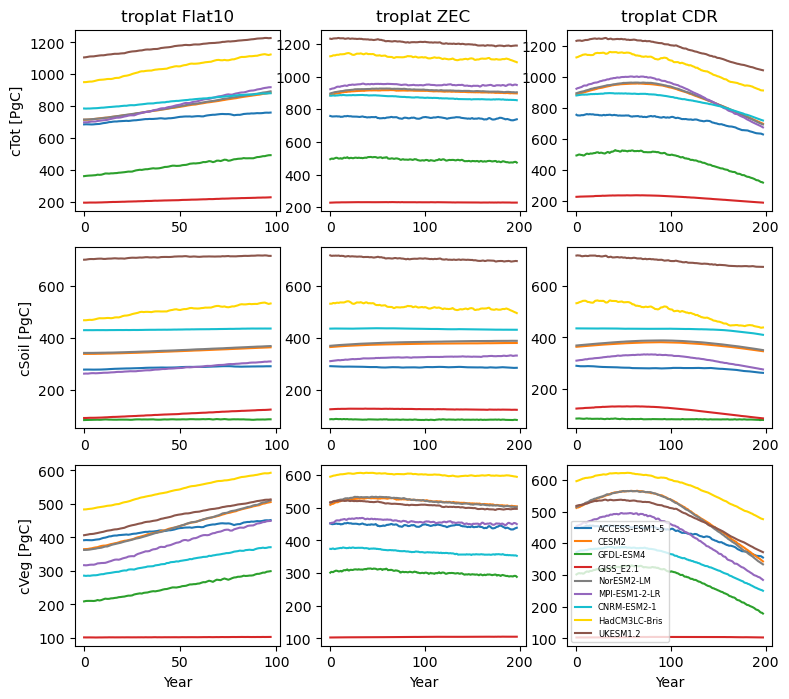 troplat Flat10 troplat ZEC troplat CDR
cTot [PgC]
1200
1000
800
600
400
200
0 50 100
1200
1000
800
600
400
200
0 100 200
1200
1000
800
600
400
200
0 100 200
cSoil [PgC]
600
400
200
0 50 100
600
400
200
0 100 200
600
400
200
0 100 200
cVeg [PgC]
600
500
400
300
200
100
0 50 100
Year
600
500
400
300
200
100
0 100 200
Year
600
500
400
300
200
100
ACCESS-ESM1-5
CESM2
GFDL-ESM4
GISS_E2.1
NorESM2-LM
MPI-ESM1-2-LR
CNRM-ESM2-1
HadCM3LC-Bris
UKESM1.2
0 100 200
Year